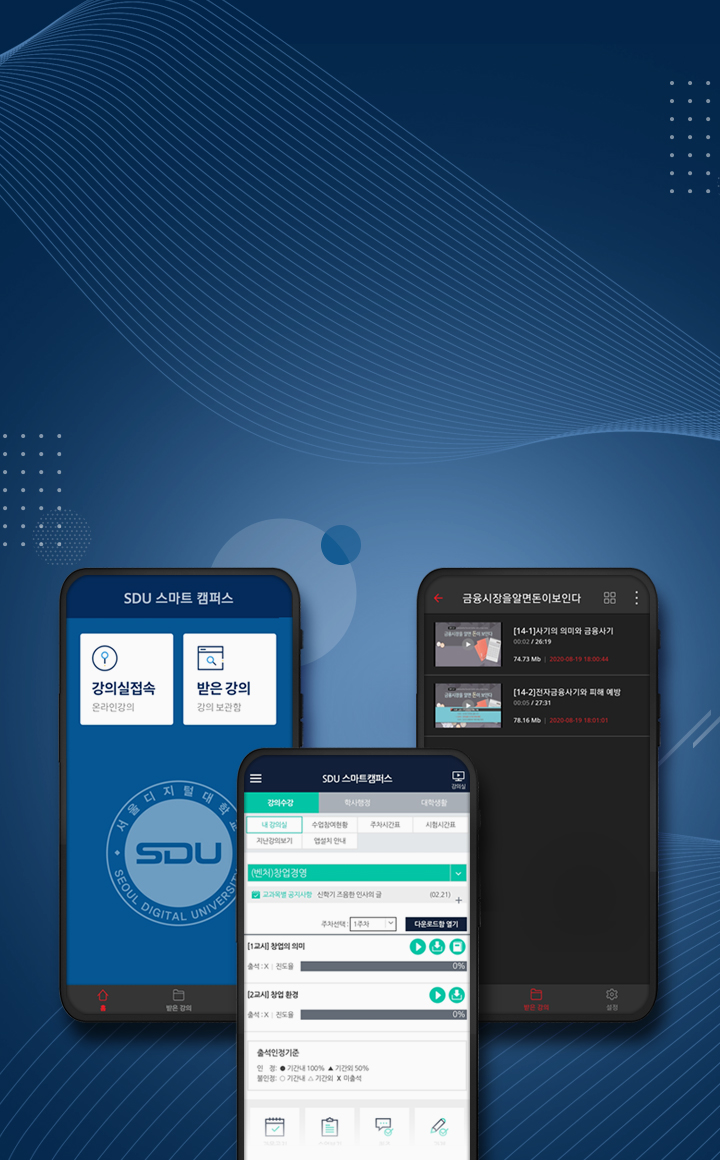 SDU 스마트 캠퍼스
강의실접속
온라인강의
받은 강의
강의 보관함
서울디지털대학교
SDU
SEOUL DIGITAL UNIVERSITY
홈
받은 강의
금융시장을알면돈이보인다
[14-1]사기의 의미와 금융사기
00:02 / 26:19
74.73 Mb | 2020-08-19 18:00:44
[14-2]전자금융사기와 피해 예방
00:05 / 27:31
78.16 Mb | 2020-08-19 18:01:01
받은 강의
설정
SDU 스마트캠퍼스
강의실
강의수강 학사행정 대학생활
내 강의실 수업참여현황 주차시간표 시험시간표
지난강의보기 앱설치 안내
(벤처)창업경영
교과목별 공지사항 신학기 즈음한 인사의 글 (02.21)
주차선택 : 1주차 다운로드함 열기
[1교시] 창업의 의미
출석 : X | 진도율 0%
[2교시] 창업 환경
출석 : X | 진도율 0%
출석인정기준
인 정: ● 기간내 100% ▲ 기간외 50%
불인정: ○ 기간내 △ 기간외 X 미출석